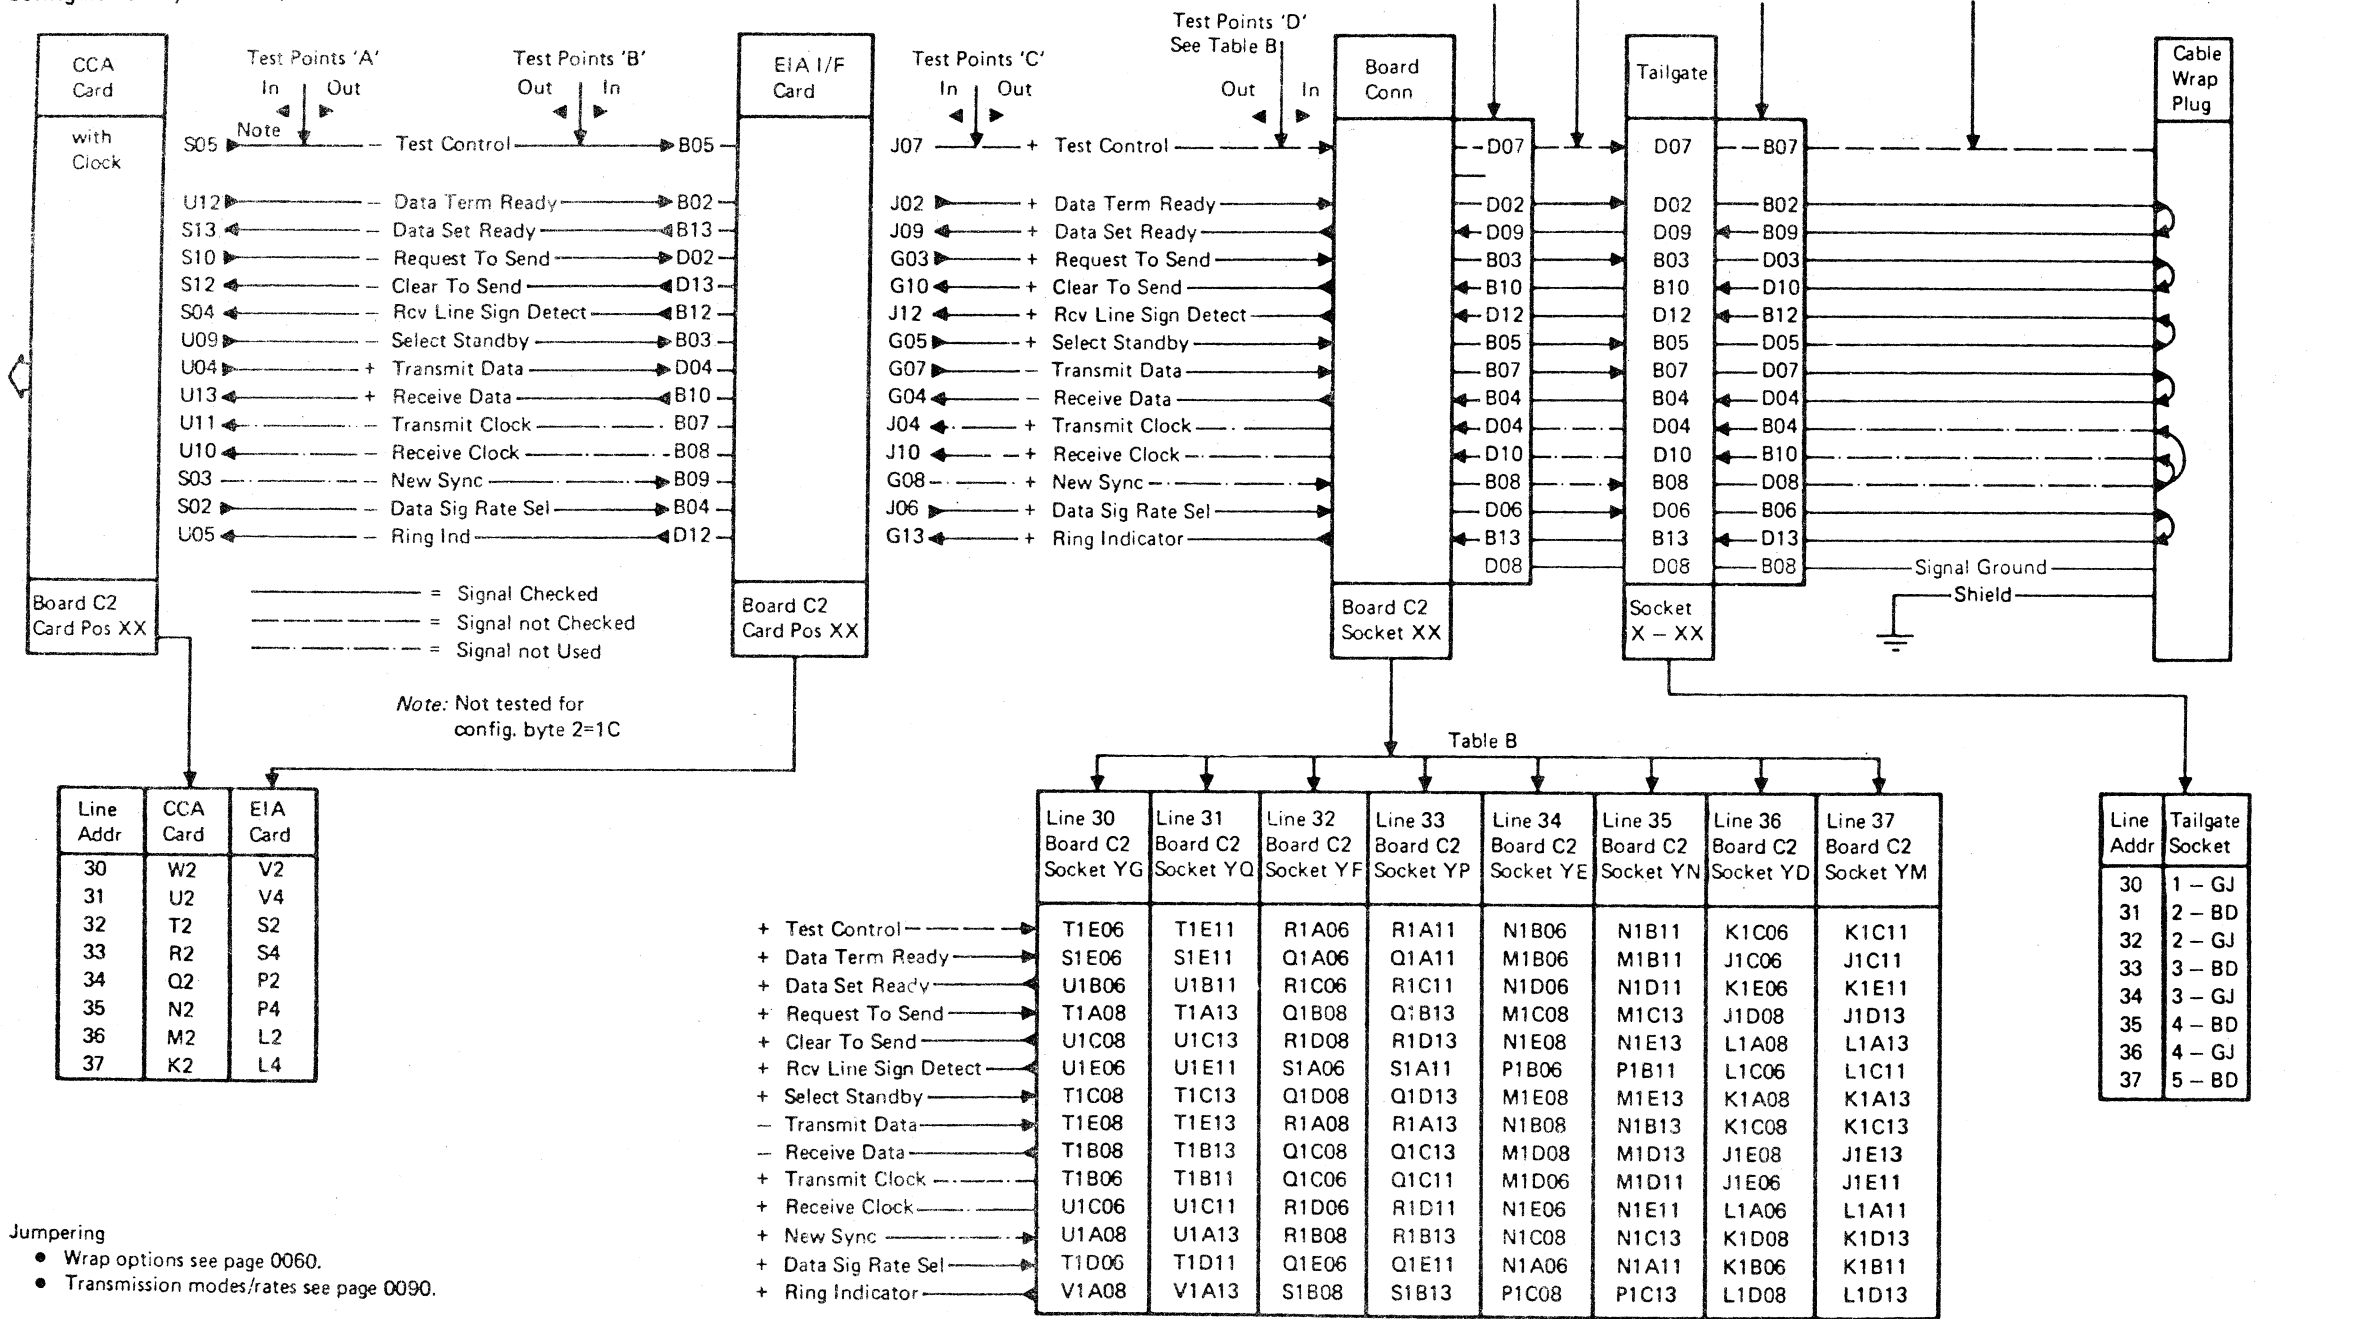 CCA Card
with Clock
Board C2
Card Pos XX
Test Points 'A'
In Out
Note
Test Points 'B'
Out In
EIA I/F Card
Board C2
Card Pos XX
S05 – Test Control B05
U12 – Data Term Ready B02
S13 – Data Set Ready B13
S10 – Request To Send D02
S12 – Clear To Send D13
S04 – Rcv Line Sign Detect B12
U09 – Select Standby B03
U04 + Transmit Data D04
U13 + Receive Data B10
U11 – Transmit Clock B07
U10 – Receive Clock B08
S03 – New Sync B09
S02 – Data Sig Rate Sel B04
U05 – Ring Ind D12
= Signal Checked
= Signal not Checked
= Signal not Used
Note: Not tested for
config. byte 2=1C
Test Points 'C'
In Out
Test Points 'D'
See Table B
Out In
Board Conn
Tailgate
Cable Wrap Plug
J07 + Test Control D07 D07 B07
J02 + Data Term Ready D02 D02 B02
J09 + Data Set Ready D09 D09 B09
G03 + Request To Send B03 B03 D03
G10 + Clear To Send B10 B10 D10
J12 + Rcv Line Sign Detect D12 D12 B12
G05 + Select Standby B05 B05 D05
G07 – Transmit Data B07 B07 D07
G04 – Receive Data B04 B04 D04
J04 + Transmit Clock D04 D04 B04
J10 + Receive Clock D10 D10 B10
G08 + New Sync B08 B08 D08
J06 + Data Sig Rate Sel D06 D06 B06
G13 + Ring Indicator B13 B13 D13
D08 D08 B08 Signal Ground
Shield
Board C2
Socket XX
Socket
X – XX
Line Addr CCA Card EIA Card
30 W2 V2
31 U2 V4
32 T2 S2
33 R2 S4
34 Q2 P2
35 N2 P4
36 M2 L2
37 K2 L4
Table B
Line 30 Line 31 Line 32 Line 33 Line 34 Line 35 Line 36 Line 37
Board C2 Board C2 Board C2 Board C2 Board C2 Board C2 Board C2 Board C2
Socket YG Socket YQ Socket YF Socket YP Socket YE Socket YN Socket YD Socket YM
+ Test Control T1E06 T1E11 R1A06 R1A11 N1B06 N1B11 K1C06 K1C11
+ Data Term Ready S1E06 S1E11 Q1A06 Q1A11 M1B06 M1B11 J1C06 J1C11
+ Data Set Ready U1B06 U1B11 R1C06 R1C11 N1D06 N1D11 K1E06 K1E11
+ Request To Send T1A08 T1A13 Q1B08 Q1B13 M1C08 M1C13 J1D08 J1D13
+ Clear To Send U1C08 U1C13 R1D08 R1D13 N1E08 N1E13 L1A08 L1A13
+ Rcv Line Sign Detect U1E06 U1E11 S1A06 S1A11 P1B06 P1B11 L1C06 L1C11
+ Select Standby T1C08 T1C13 Q1D08 Q1D13 M1E08 M1E13 K1A08 K1A13
– Transmit Data T1E08 T1E13 R1A08 R1A13 N1B08 N1B13 K1C08 K1C13
– Receive Data T1B08 T1B13 Q1C08 Q1C13 M1D08 M1D13 J1E08 J1E13
+ Transmit Clock T1B06 T1B11 Q1C06 Q1C11 M1D06 M1D11 J1E06 J1E11
+ Receive Clock U1C06 U1C11 R1D06 R1D11 N1E06 N1E11 L1A06 L1A11
+ New Sync U1A08 U1A13 R1B08 R1B13 N1C08 N1C13 K1D08 K1D13
+ Data Sig Rate Sel T1D06 T1D11 Q1E06 Q1E11 N1A06 N1A11 K1B06 K1B11
+ Ring Indicator V1A08 V1A13 S1B08 S1B13 P1C08 P1C13 L1D08 L1D13
Line Addr Tailgate Socket
30 1 – GJ
31 2 – BD
32 2 – GJ
33 3 – BD
34 3 – GJ
35 4 – BD
36 4 – GJ
37 5 – BD
Jumpering
● Wrap options see page 0060.
● Transmission modes/rates see page 0090.